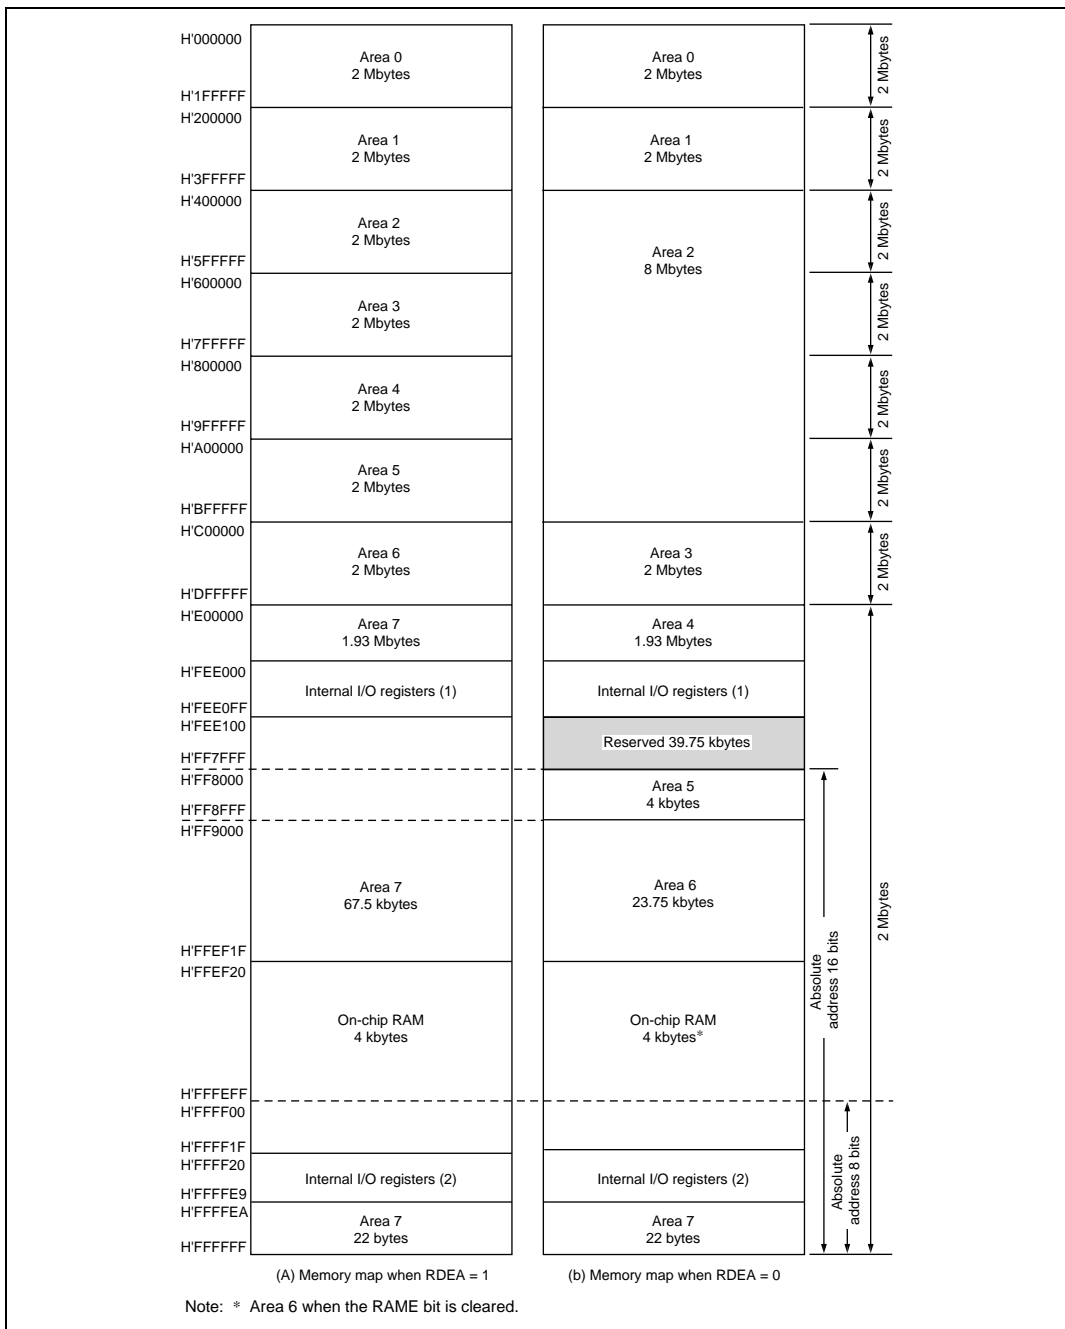 H'000000
Area 0
2 Mbytes
Area 0
2 Mbytes
2 Mbytes
H'1FFFFF
H'200000
Area 1
2 Mbytes
Area 1
2 Mbytes
2 Mbytes
H'3FFFFF
H'400000
Area 2
2 Mbytes
Area 2
8 Mbytes
2 Mbytes
H'5FFFFF
H'600000
Area 3
2 Mbytes
2 Mbytes
H'7FFFFF
H'800000
Area 4
2 Mbytes
2 Mbytes
H'9FFFFF
H'A00000
Area 5
2 Mbytes
2 Mbytes
H'BFFFFF
H'C00000
Area 6
2 Mbytes
Area 3
2 Mbytes
2 Mbytes
H'DFFFFF
H'E00000
Area 7
1.93 Mbytes
Area 4
1.93 Mbytes
H'FEE000
Internal I/O registers (1)
Internal I/O registers (1)
H'FEE0FF
H'FEE100
Reserved 39.75 kbytes
H'FF7FFF
H'FF8000
Area 5
4 kbytes
H'FF8FFF
H'FF9000
Area 7
67.5 kbytes
Area 6
23.75 kbytes
2 Mbytes
Absolute
address 16 bits
H'FFEF1F
H'FFEF20
On-chip RAM
4 kbytes
On-chip RAM
4 kbytes*
H'FFFEFF
H'FFFF00
H'FFFF1F
H'FFFF20
Internal I/O registers (2)
Internal I/O registers (2)
Absolute
address 8 bits
H'FFFFE9
H'FFFFEA
Area 7
22 bytes
Area 7
22 bytes
H'FFFFFF
(A) Memory map when RDEA = 1
(b) Memory map when RDEA = 0
Note: * Area 6 when the RAME bit is cleared.